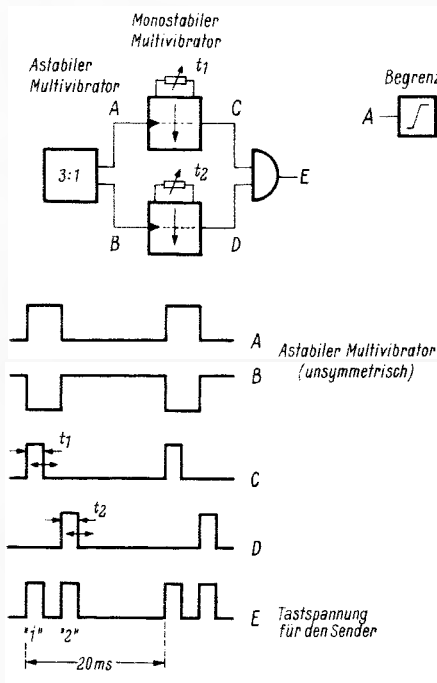 Monostabiler
Multivibrator
Astabiler
Multivibrator
t1
A
C
Begrenz
A
3:1
E
t2
B
D
A
Astabiler Multivibrator
B
(unsymmetrisch)
t1
C
t2
D
E
Tastspannung
"1"
"2"
für den Sender
20ms